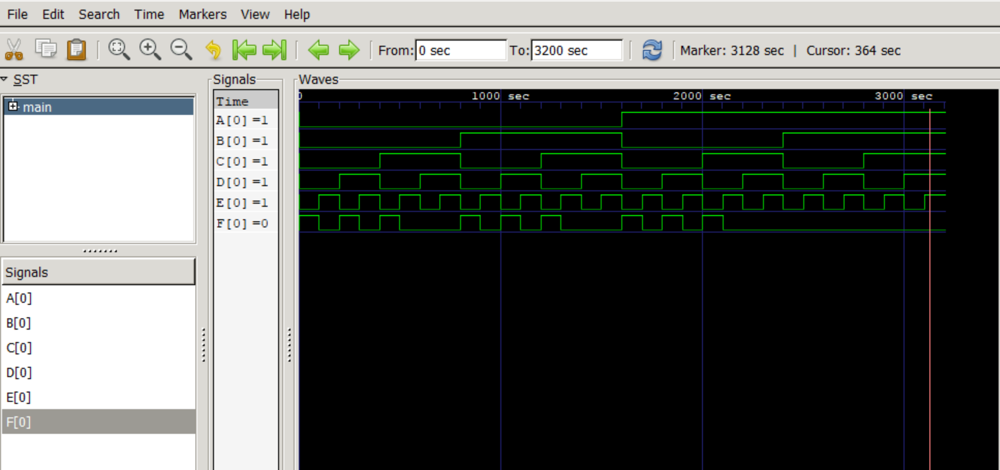 File Edit Search Time Markers View Help
From: 0 sec To: 3200 sec Marker: 3128 sec | Cursor: 364 sec
SST
main
Signals
A[0]
B[0]
C[0]
D[0]
E[0]
F[0]
Signals
Time
A[0] =1
B[0] =1
C[0] =1
D[0] =1
E[0] =1
F[0] =0
Waves
0 1000 sec 2000 sec 3000 sec